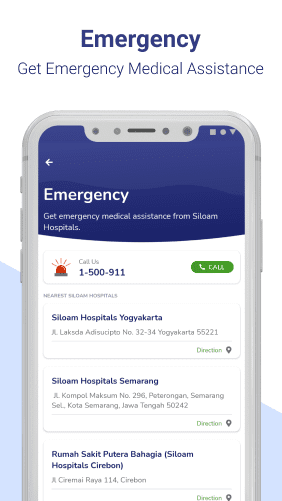 Emergency
Get Emergency Medical Assistance
Emergency
Get emergency medical assistance from Siloam
Hospitals.
Call Us
1-500-911
CALL
NEAREST SILOAM HOSPITALS
Siloam Hospitals Yogyakarta
Jl. Laksda Adisucipto No. 32-34 Yogyakarta 55221
Direction
Siloam Hospitals Semarang
Jl. Kompol Maksum No. 296, Peterongan, Semarang
Sel., Kota Semarang, Jawa Tengah 50242
Direction
Rumah Sakit Putera Bahagia (Siloam
Hospitals Cirebon)
Jl Ciremai Raya 114, Cirebon
Direction